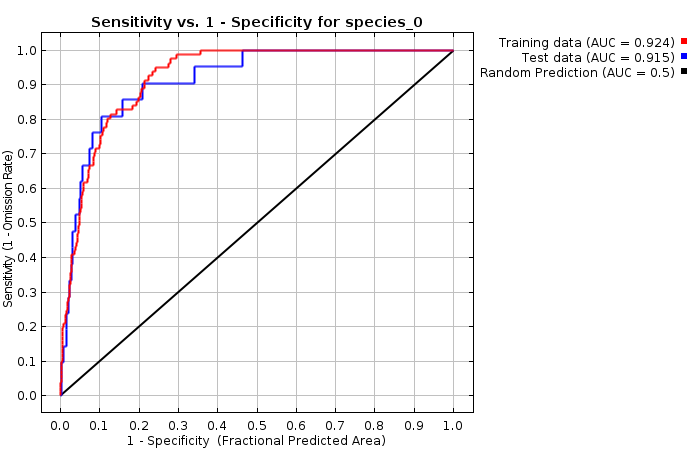 Sensitivity vs. 1 - Specificity for species_0
Training data (AUC = 0.924)
Test data (AUC = 0.915)
Random Prediction (AUC = 0.5)
Sensitivity (1 - Omission Rate)
1.0
0.9
0.8
0.7
0.6
0.5
0.4
0.3
0.2
0.1
0.0
0.0 0.1 0.2 0.3 0.4 0.5 0.6 0.7 0.8 0.9 1.0
1 - Specificity (Fractional Predicted Area)